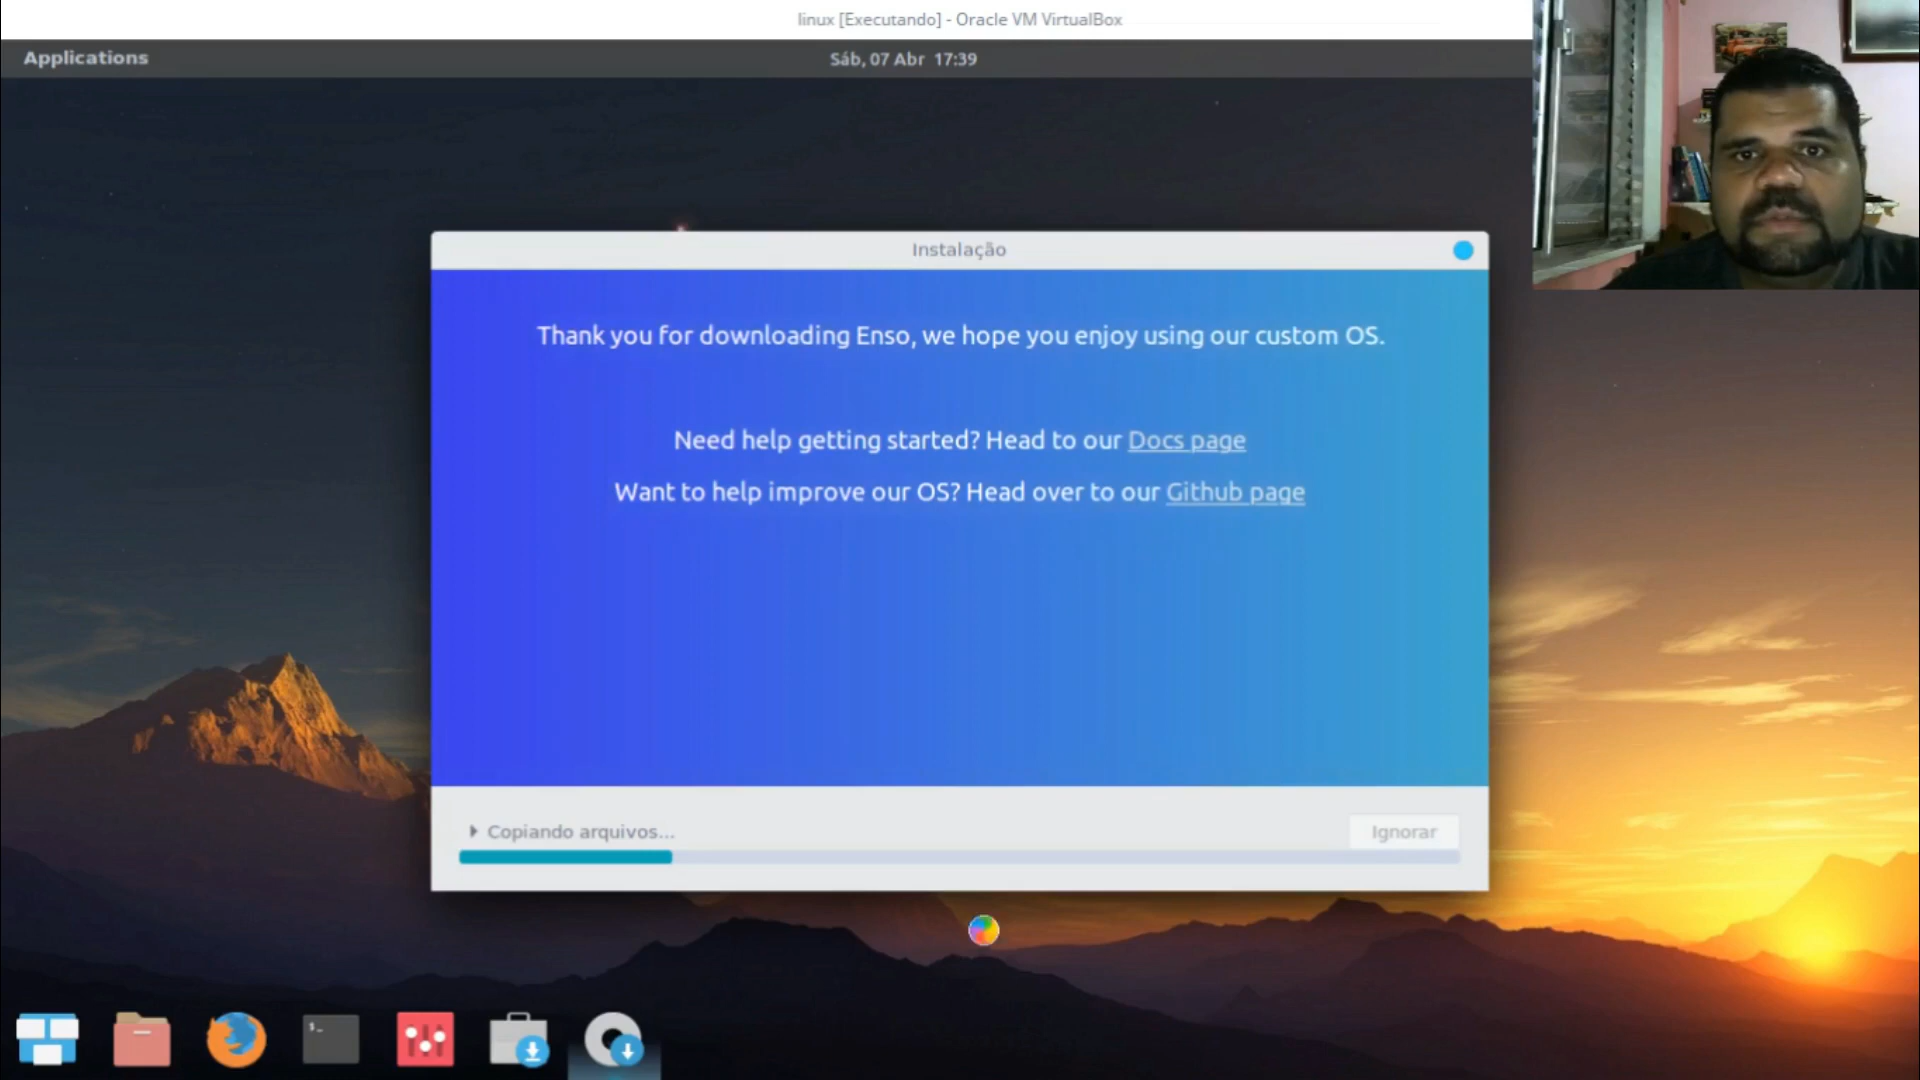 linux [Executando] - Oracle VM VirtualBox
Applications
Sáb, 07 Abr 17:39
Instalação
Thank you for downloading Enso, we hope you enjoy using our custom OS.
Need help getting started? Head to our Docs page
Want to help improve our OS? Head over to our Github page
Copiando arquivos...
Ignorar